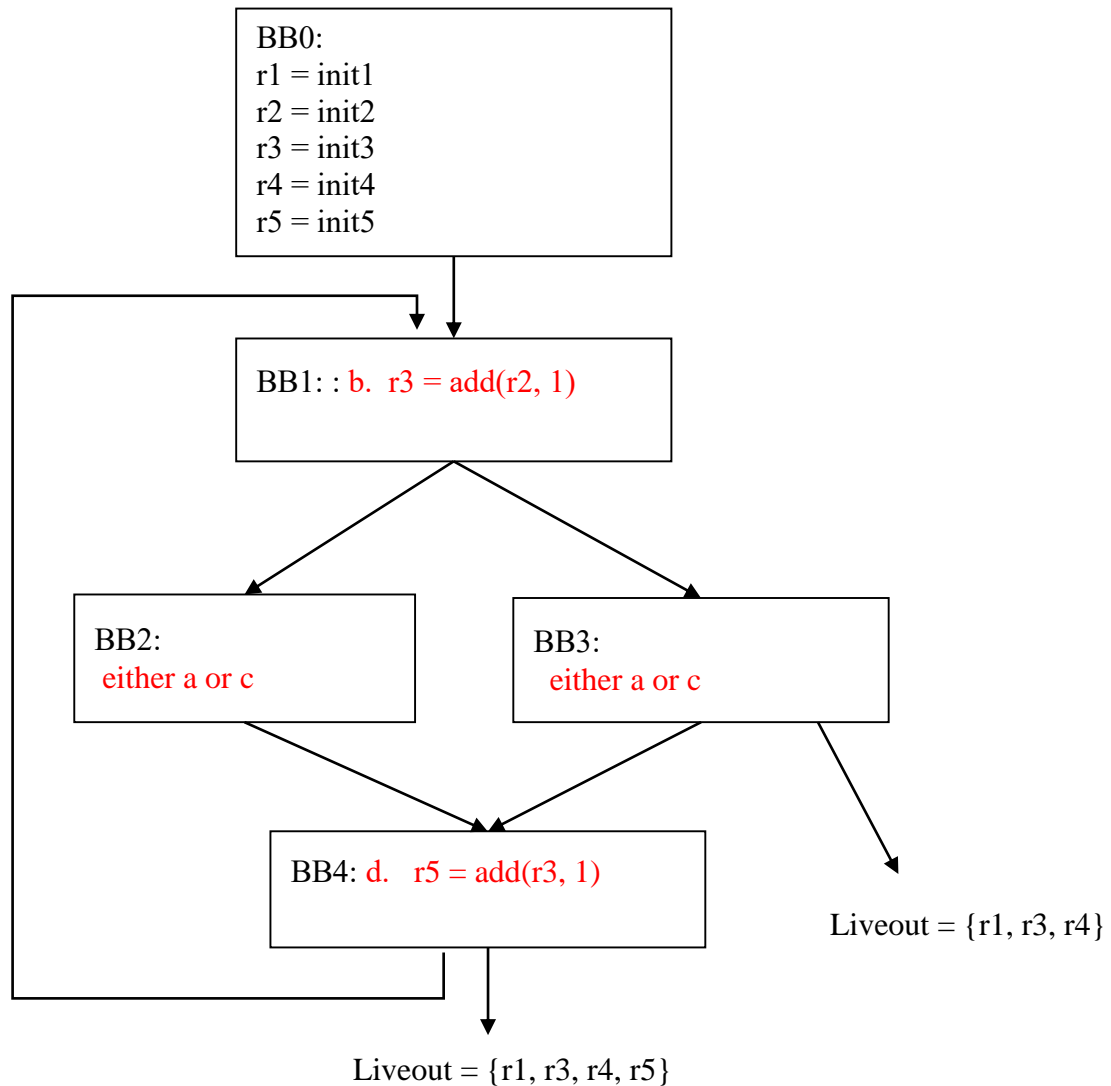 BB0:
r1 = init1
r2 = init2
r3 = init3
r4 = init4
r5 = init5
BB1: : b. r3 = add(r2, 1)
BB2:
either a or c
BB3:
either a or c
BB4: d. r5 = add(r3, 1)
Liveout = {r1, r3, r4}
Liveout = {r1, r3, r4, r5}